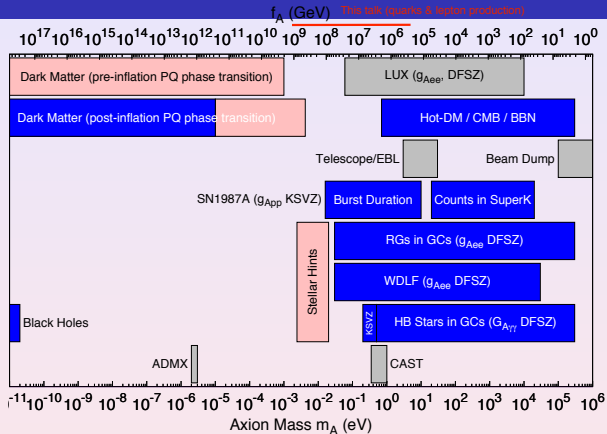 f_A (GeV) This talk (quarks & lepton production)
10^17 10^16 10^15 10^14 10^13 10^12 10^11 10^10 10^9 10^8 10^7 10^6 10^5 10^4 10^3 10^2 10^1 10^0
Dark Matter (pre-inflation PQ phase transition)
LUX (g_Aee, DFSZ)
Dark Matter (post-inflation PQ phase transition)
Hot-DM / CMB / BBN
Telescope/EBL
Beam Dump
SN1987A (g_App KSVZ)
Burst Duration
Counts in SuperK
RGs in GCs (g_Aee DFSZ)
Stellar Hints
WDLF (g_Aee DFSZ)
Black Holes
KSVZ
HB Stars in GCs (G_Aγγ DFSZ)
ADMX
CAST
10^-11 10^-10 10^-9 10^-8 10^-7 10^-6 10^-5 10^-4 10^-3 10^-2 10^-1 10^0 10^1 10^2 10^3 10^4 10^5 10^6
Axion Mass m_A (eV)